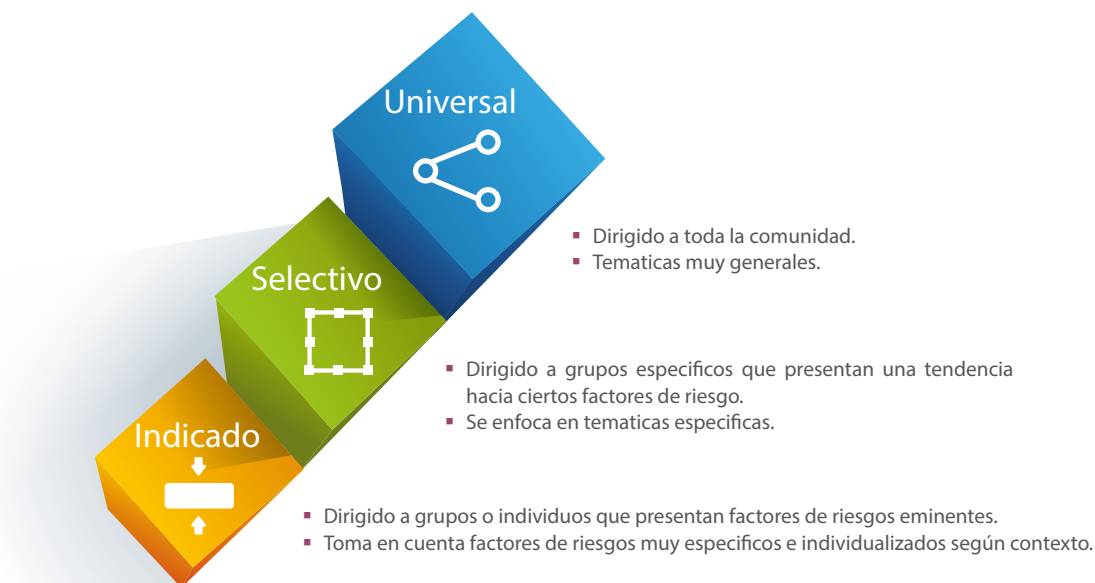 Universal
Dirigido a toda la comunidad.
Tematicas muy generales.
Selectivo
Dirigido a grupos especificos que presentan una tendencia
hacia ciertos factores de riesgo.
Se enfoca en tematicas especificas.
Indicado
Dirigido a grupos o individuos que presentan factores de riesgos eminentes.
Toma en cuenta factores de riesgos muy especificos e individualizados según contexto.